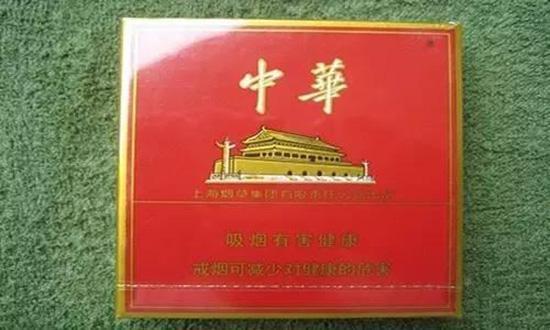 中華
上海烟草集团有限责任公司出品
吸烟有害健康
戒烟可减少对健康的危害